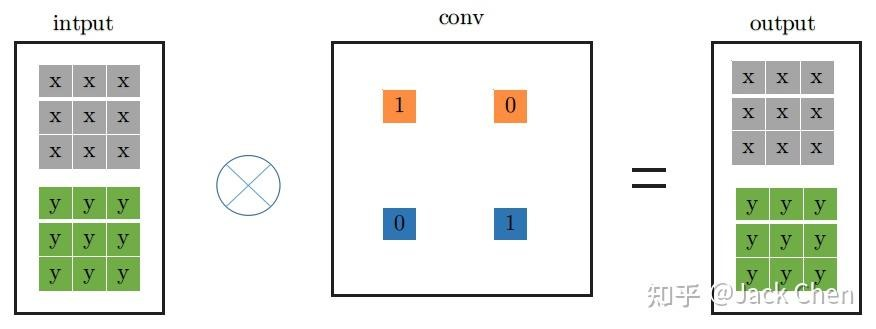 intput conv output
x x x x x x
x x x 1 0 x x x
x x x x x x
y y y y y y
y y y 0 1 y y y
y y y y y y
知乎 @Jack Chen